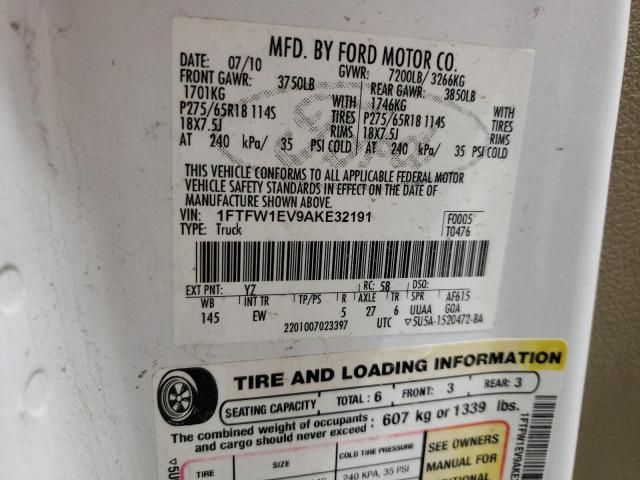 MFD. BY FORD MOTOR CO.
DATE: 07/10 GVWR: 7200LB/ 3266KG
FRONT GAWR: 3750LB REAR GAWR: 3850LB
1701KG WITH 1746KG WITH
P275/65R18 114S TIRES P275/65R18 114S TIRES
18X7.5J RIMS 18X7.5J RIMS
AT 240 kPa/ 35 PSI COLD AT 240 kPa/ 35 PSI COLD
Ford
THIS VEHICLE CONFORMS TO ALL APPLICABLE FEDERAL MOTOR
VEHICLE SAFETY STANDARDS IN EFFECT ON THE DATE OF
MANUFACTURE SHOWN ABOVE.
VIN: 1FTFW1EV9AKE32191 F0005
TYPE: Truck T0476
EXT PNT: YZ RC: 58 DSO:
WB INT TR TP/PS R AXLE TR SPR AF615
145 EW 5 27 6 UUAA GOA
2201007023397 UTC ▽5U5A-1520472-BA
TIRE AND LOADING INFORMATION
SEATING CAPACITY TOTAL : 6 FRONT: 3 REAR: 3
The combined weight of occupants and cargo should never exceed : 607 kg or 1339 lbs.
TIRE SIZE COLD TIRE PRESSURE SEE OWNERS
240 KPA, 35 PSI MANUAL FOR
▽5U
1FTFW1EV9AKE